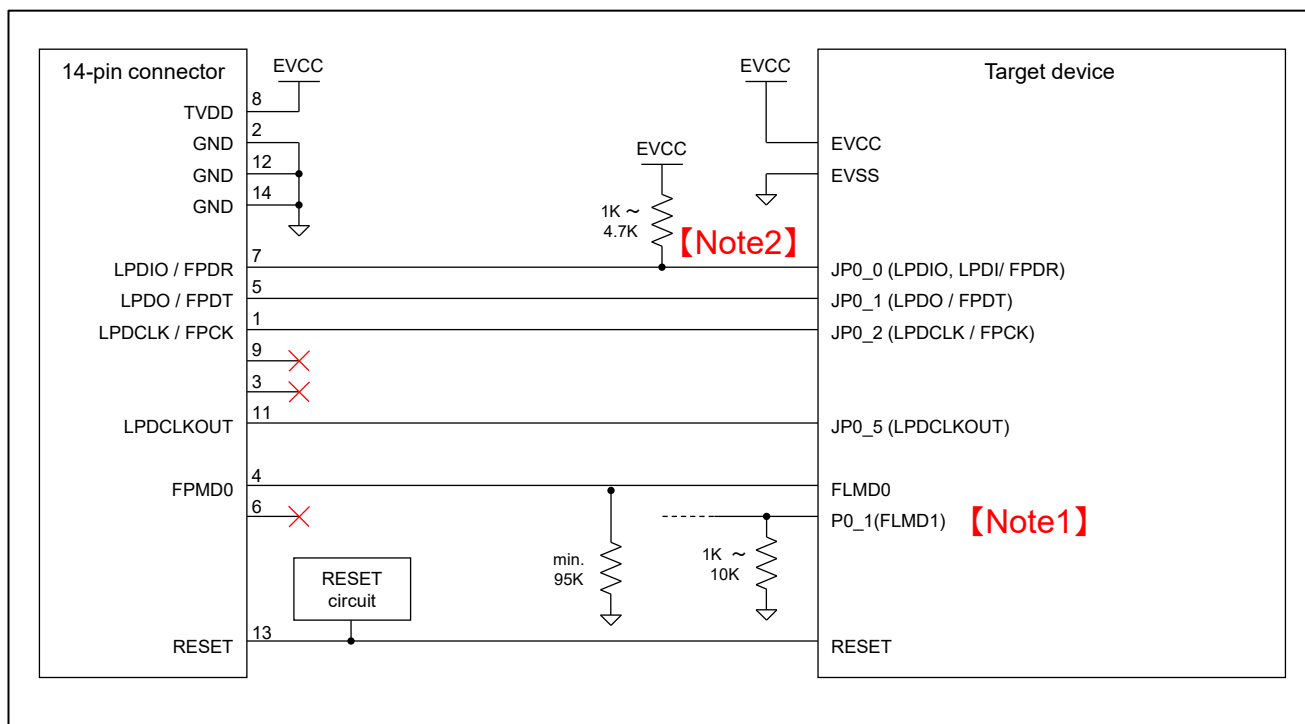 14-pin connector
EVCC
EVCC
Target device
TVDD
8
GND
2
GND
12
GND
14
EVCC
EVCC
EVSS
1K ～
4.7K
【Note2】
LPDIO / FPDR
7
JP0_0 (LPDIO, LPDI/ FPDR)
LPDO / FPDT
5
JP0_1 (LPDO / FPDT)
LPDCLK / FPCK
1
JP0_2 (LPDCLK / FPCK)
9
3
LPDCLKOUT
11
JP0_5 (LPDCLKOUT)
FPMD0
4
FLMD0
6
P0_1(FLMD1)
【Note1】
min.
95K
1K ～
10K
RESET
circuit
RESET
13
RESET